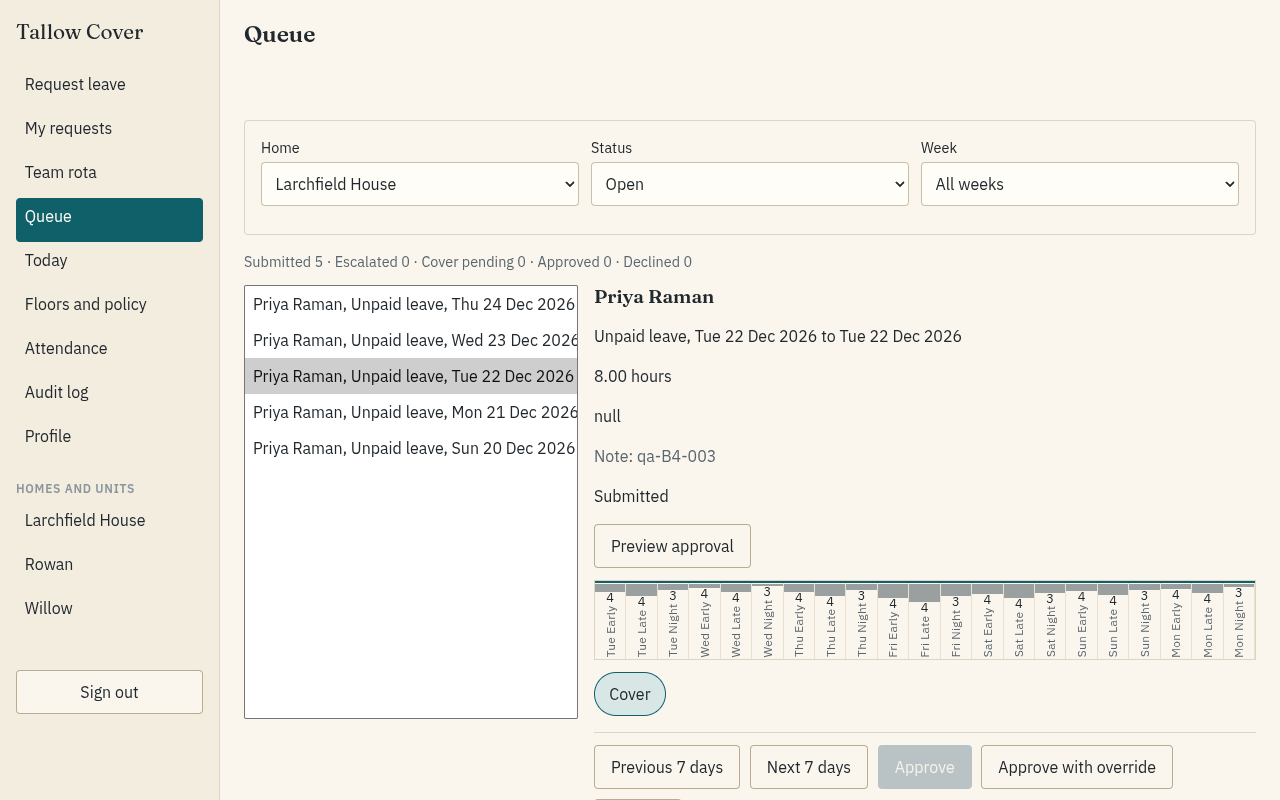 Tallow Cover
Request leave
My requests
Team rota
Queue
Today
Floors and policy
Attendance
Audit log
Profile
HOMES AND UNITS
Larchfield House
Rowan
Willow
Sign out
Queue
Home
Status
Week
Larchfield House
Open
All weeks
Submitted 5 · Escalated 0 · Cover pending 0 · Approved 0 · Declined 0
Priya Raman, Unpaid leave, Thu 24 Dec 2026
Priya Raman, Unpaid leave, Wed 23 Dec 2026
Priya Raman, Unpaid leave, Tue 22 Dec 2026
Priya Raman, Unpaid leave, Mon 21 Dec 2026
Priya Raman, Unpaid leave, Sun 20 Dec 2026
Priya Raman
Unpaid leave, Tue 22 Dec 2026 to Tue 22 Dec 2026
8.00 hours
null
Note: qa-B4-003
Submitted
Preview approval
4 Tue Early
4 Tue Late
3 Tue Night
4 Wed Early
4 Wed Late
3 Wed Night
4 Thu Early
4 Thu Late
3 Thu Night
4 Fri Early
4 Fri Late
3 Fri Night
4 Sat Early
4 Sat Late
3 Sat Night
4 Sun Early
4 Sun Late
3 Sun Night
4 Mon Early
4 Mon Late
3 Mon Night
Cover
Previous 7 days
Next 7 days
Approve
Approve with override